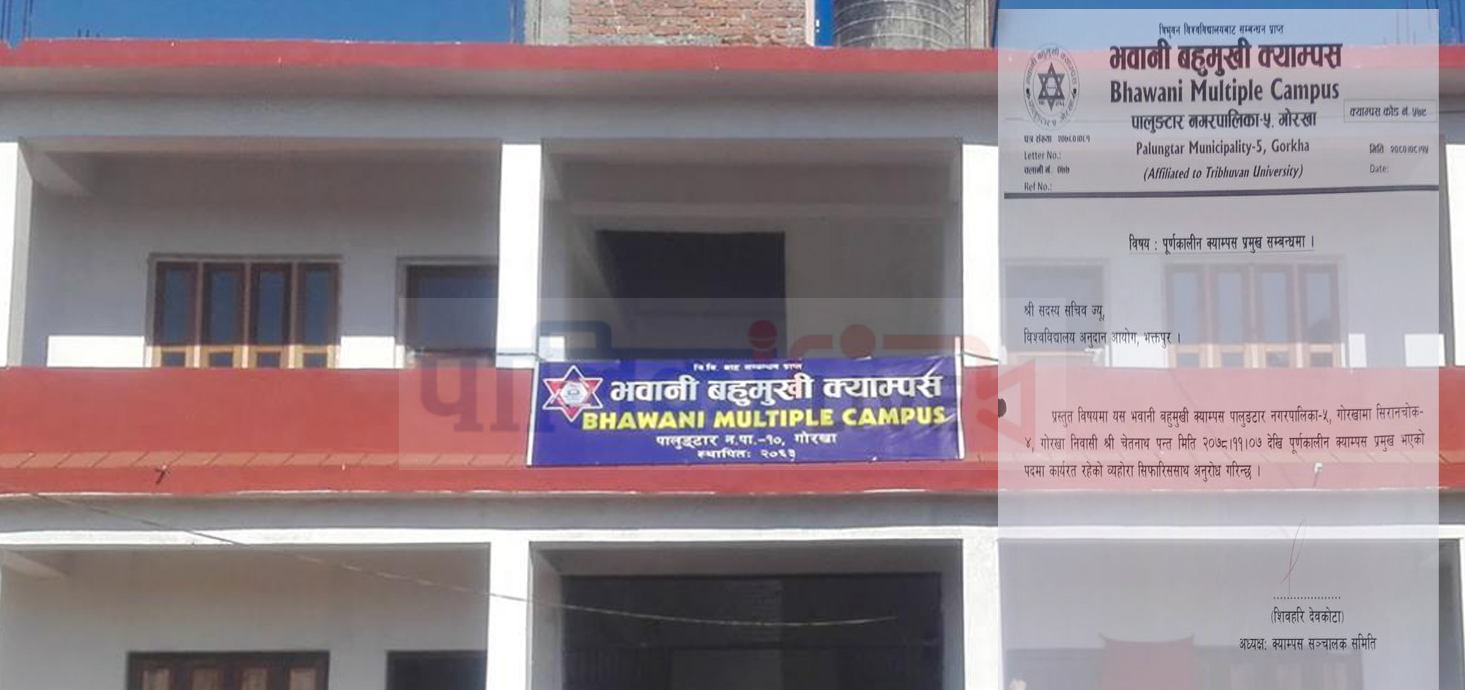 त्रि.वि. बाट सम्बन्धन प्राप्त
भवानी बहुमुखी क्याम्पर्स
BHAWANI MULTIPLE CAMPUS
पालुङटार न.पा.-१०, गोरखा
स्थापितः २०६३
त्रिभुवन विश्वविद्यालयबाट सम्बन्धन प्राप्त
भवानी बहुमुखी क्याम्पस
Bhawani Multiple Campus
पालुङटार नगरपालिका-५, गोरखा
क्याम्पस कोड नं. ५७९
Palungtar Municipality-5, Gorkha
(Affiliated to Tribhuvan University)
पत्र संख्या
Letter No.:
चलानी नं.
Ref No.:
मिति
Date:
विषय : पूर्णकालीन क्याम्पस प्रमुख सम्बन्धमा ।
श्री सदस्य सचिव ज्यू,
विश्वविद्यालय अनुदान आयोग, भक्तपुर ।
प्रस्तुत विषयमा यस भवानी बहुमुखी क्याम्पस पालुङटार नगरपालिका-५, गोरखामा सिरानचोक-
४, गोरखा निवासी श्री चेतनाथ पन्त मिति २०७८।११।०७ देखि पूर्णकालीन क्याम्पस प्रमुख भएको
पदमा कार्यरत रहेको व्यहोरा सिफारिससाथ अनुरोध गरिन्छ ।
(शिवहरि देवकोटा)
अध्यक्ष: क्याम्पस सञ्चालक समिति